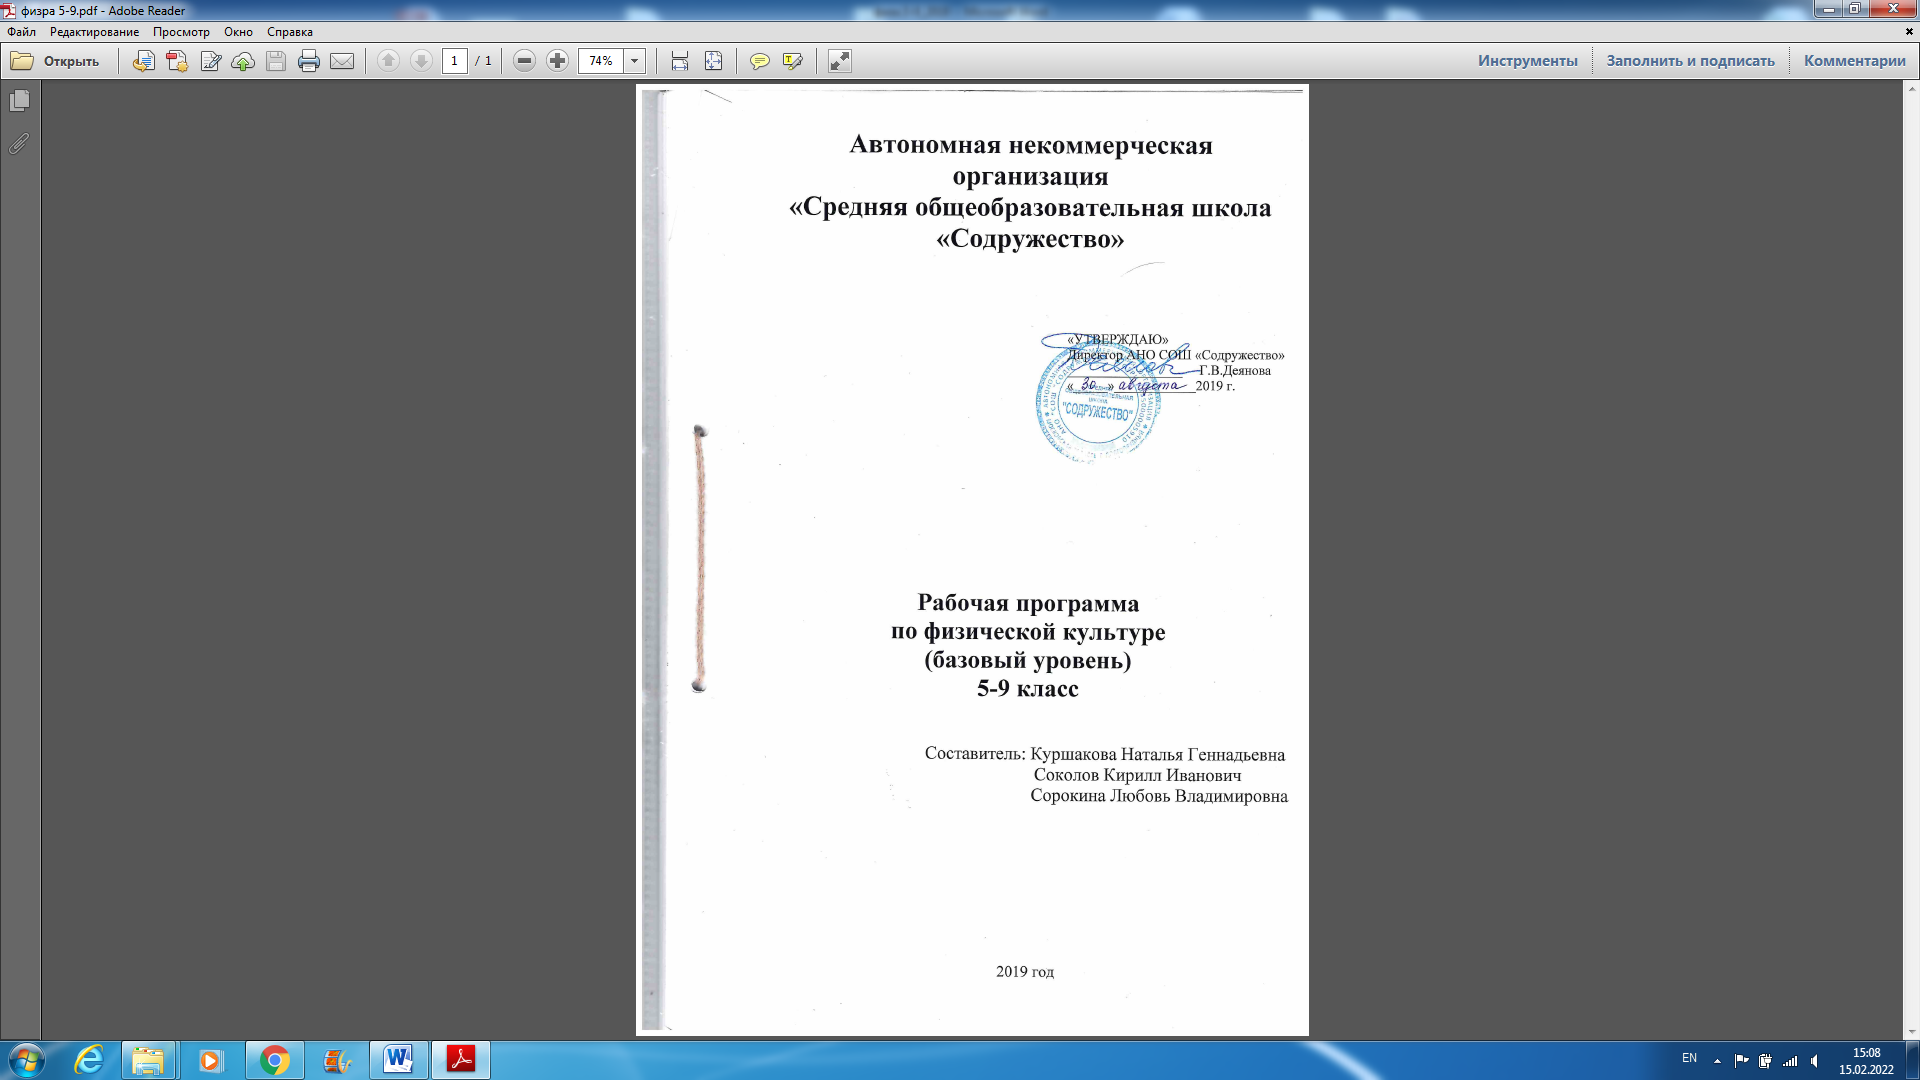 физра 5-9.pdf - Adobe Reader
Файл Редактирование Просмотр Окно Справка
Открыть 1 / 1 74% Инструменты Заполнить и подписать Комментарии
Автономная некоммерческая
организация
«Средняя общеобразовательная школа
«Содружество»
«УТВЕРЖДАЮ»
Директор АНО СОШ «Содружество»
Г.В.Деянова
«30» августа 2019 г.
"СОДРУЖЕСТВО"
Рабочая программа
по физической культуре
(базовый уровень)
5-9 класс
Составитель: Куршакова Наталья Геннадьевна
Соколов Кирилл Иванович
Сорокина Любовь Владимировна
2019 год
EN
15:08
15.02.2022